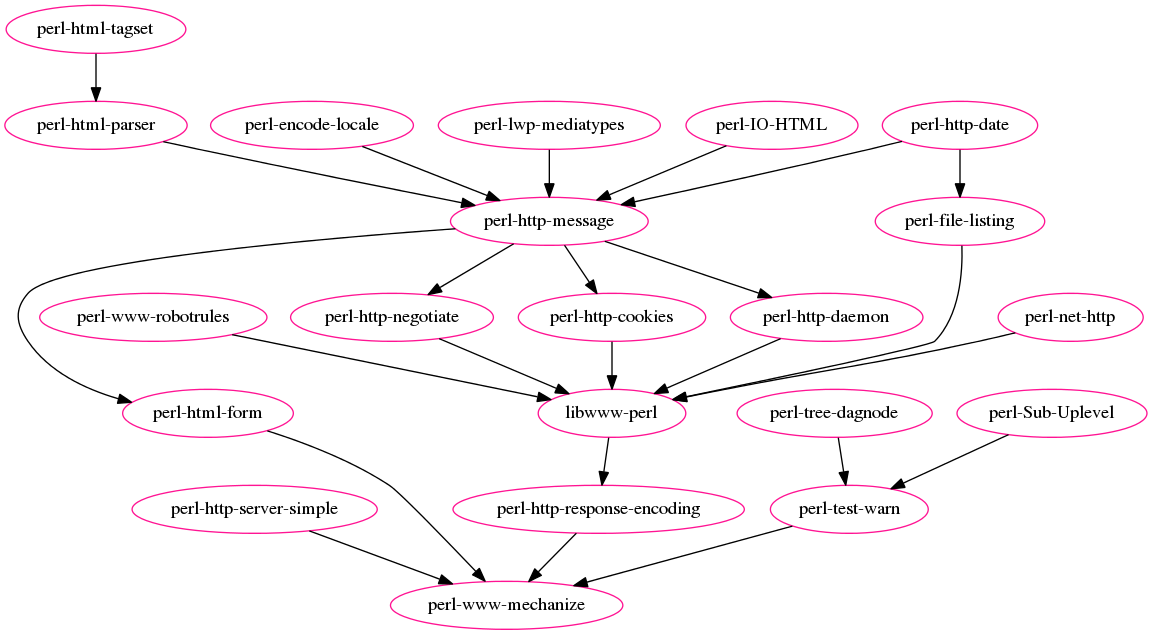 perl-html-tagset
perl-html-parser
perl-encode-locale
perl-lwp-mediatypes
perl-IO-HTML
perl-http-date
perl-http-message
perl-file-listing
perl-www-robotrules
perl-http-negotiate
perl-http-cookies
perl-http-daemon
perl-net-http
perl-html-form
libwww-perl
perl-tree-dagnode
perl-Sub-Uplevel
perl-http-server-simple
perl-http-response-encoding
perl-test-warn
perl-www-mechanize